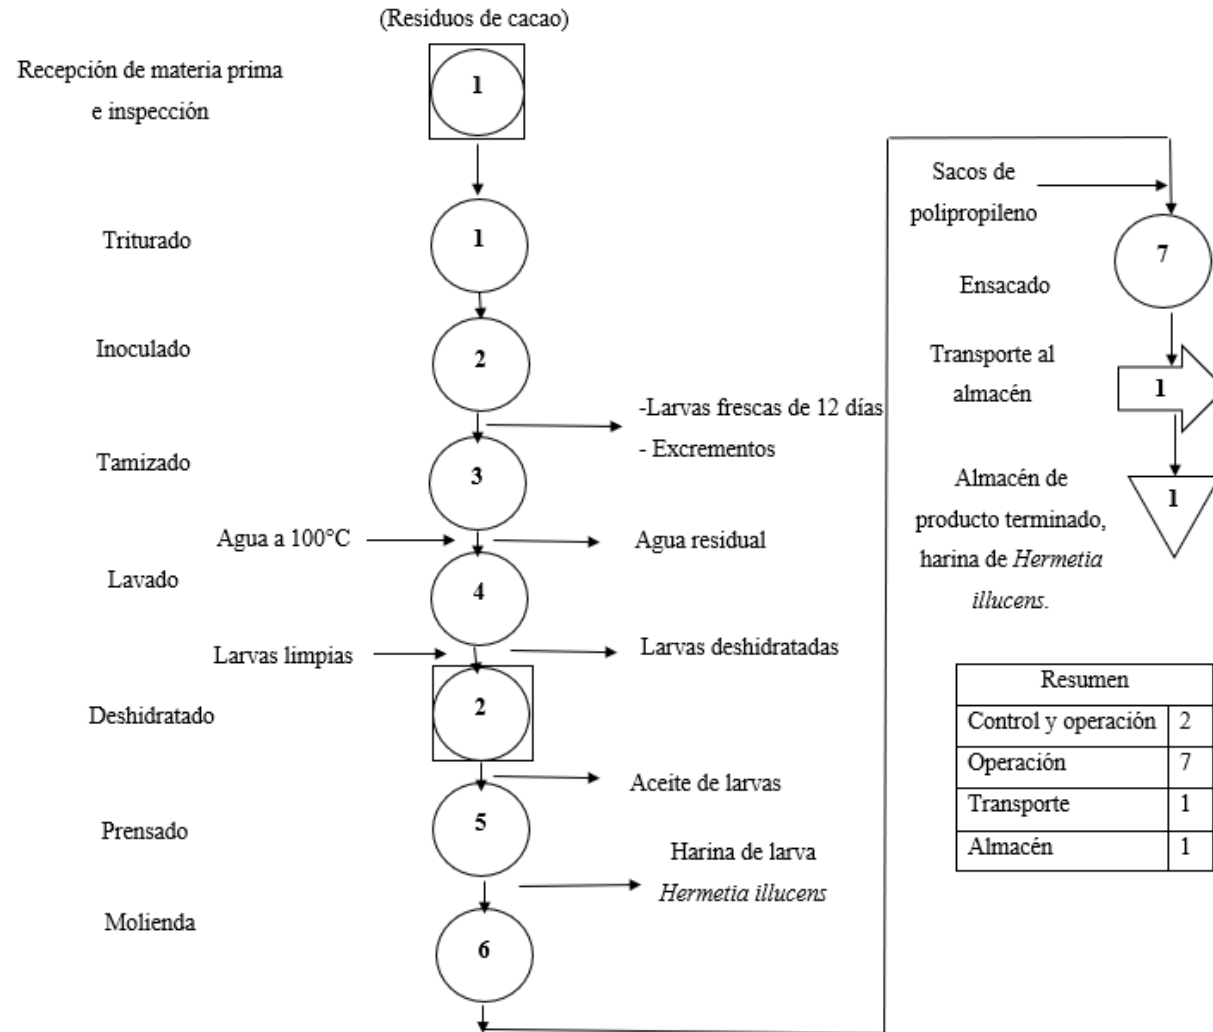 (Residuos de cacao)
Recepción de materia prima
e inspección
1
Triturado
1
Inoculado
2
-Larvas frescas de 12 días
- Excrementos
Tamizado
3
Agua a 100°C
Agua residual
Lavado
4
Larvas limpias
Larvas deshidratadas
Deshidratado
2
Aceite de larvas
Prensado
5
Harina de larva
Hermetia illucens
Molienda
6
Sacos de
polipropileno
7
Ensacado
Transporte al
almacén
1
Almacén de
producto terminado,
harina de Hermetia
illucens.
1
Resumen
Control y operación 2
Operación 7
Transporte 1
Almacén 1